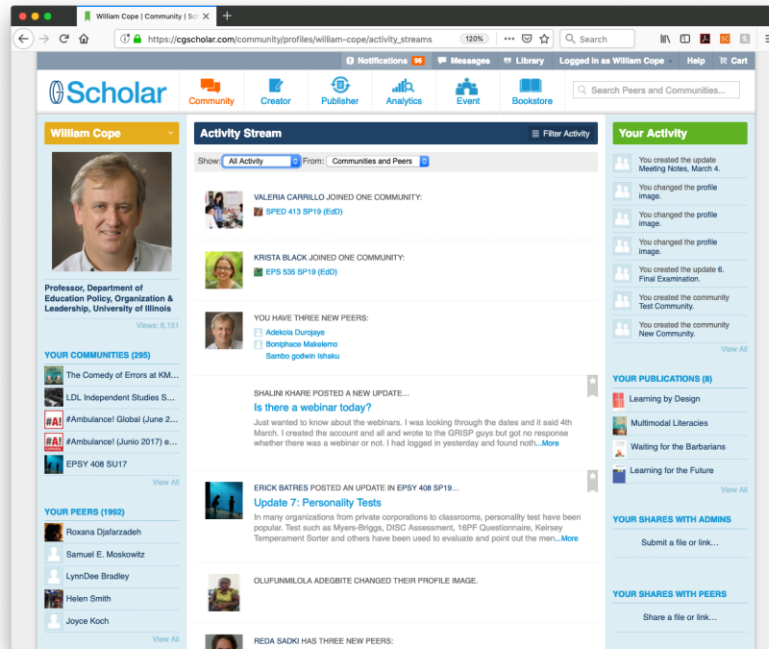 William Cope | Community | Sc
https://cgscholar.com/community/profiles/william-cope/activity_streams
120%
Search
Notifications 98
Messages
Library
Logged in as William Cope
Help
Cart
Scholar
Community
Creator
Publisher
Analytics
Event
Bookstore
Search Peers and Communities...
William Cope
Professor, Department of
Education Policy, Organization &
Leadership, University of Illinois
Views: 6,151
YOUR COMMUNITIES (295)
The Comedy of Errors at KM...
LDL Independent Studies S...
#A! #Ambulance! Global (June 2...
#A! #Ambulance! (Junio 2017) e...
EPSY 408 SU17
View All
YOUR PEERS (1992)
Roxana Djafarzadeh
Samuel E. Moskowitz
LynnDee Bradley
Helen Smith
Joyce Koch
View All
Activity Stream
Filter Activity
Show: All Activity From: Communities and Peers
VALERIA CARRILLO JOINED ONE COMMUNITY:
SPED 413 SP19 (EdD)
KRISTA BLACK JOINED ONE COMMUNITY:
EPS 535 SP19 (EdD)
YOU HAVE THREE NEW PEERS:
Adekola Durojaye
Boniphace Makelemo
Sambo godwin Ishaku
SHALINI KHARE POSTED A NEW UPDATE...
Is there a webinar today?
Just wanted to know about the webinars. I was looking through the dates and it said 4th
March. I created the account and all and wrote to the GRISP guys but got no response
whether there was a webinar or not. I had logged in yesterday and found noth...More
ERICK BATRES POSTED AN UPDATE IN EPSY 408 SP19...
Update 7: Personality Tests
In many organizations from private corporations to classrooms, personality test have been
popular. Test such as Myers-Briggs, DISC Assessment, 16PF Questionnaire, Keirsey
Temperament Sorter and others have been used to evaluate and point out the men...More
OLUFUNMILOLA ADEGBITE CHANGED THEIR PROFILE IMAGE.
REDA SADKI HAS THREE NEW PEERS:
Your Activity
You created the update
Meeting Notes, March 4.
You changed the profile
image.
You changed the profile
image.
You changed the profile
image.
You created the update 6.
Final Examination.
You created the community
Test Community.
You created the community
New Community.
View All
YOUR PUBLICATIONS (8)
Learning by Design
Multimodal Literacies
Waiting for the Barbarians
Learning for the Future
View All
YOUR SHARES WITH ADMINS
Submit a file or link...
YOUR SHARES WITH PEERS
Share a file or link...